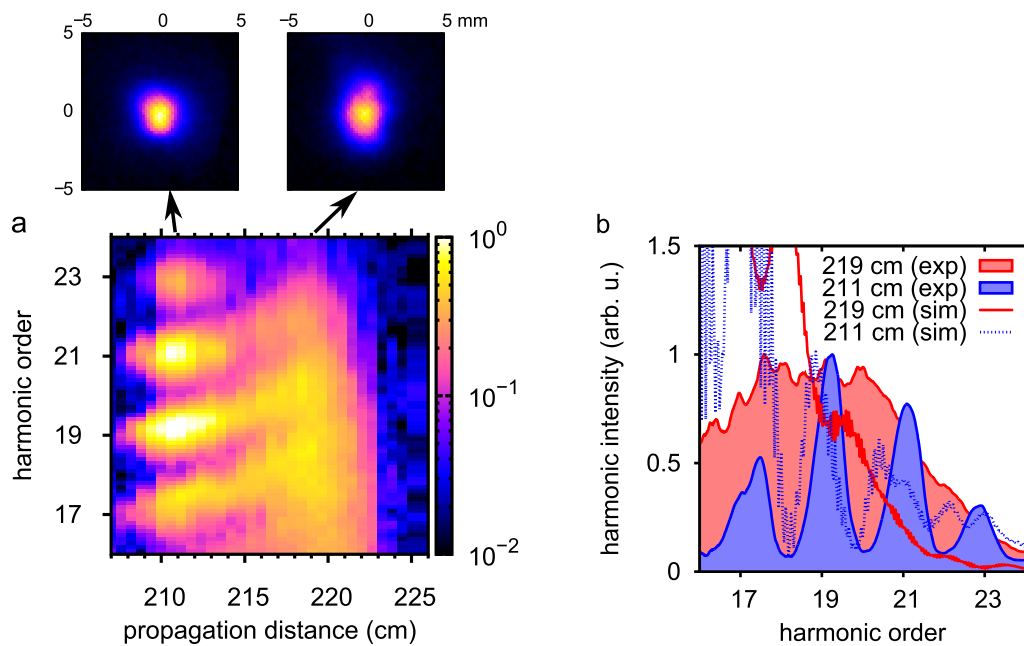 −5 0 5 −5 0 5 mm
5
0
−5
a
harmonic order
23
21
19
17
10^0
10^-1
10^-2
210 215 220 225
propagation distance (cm)
b
harmonic intensity (arb. u.)
1.5
1
0.5
0
219 cm (exp)
211 cm (exp)
219 cm (sim)
211 cm (sim)
17 19 21 23
harmonic order